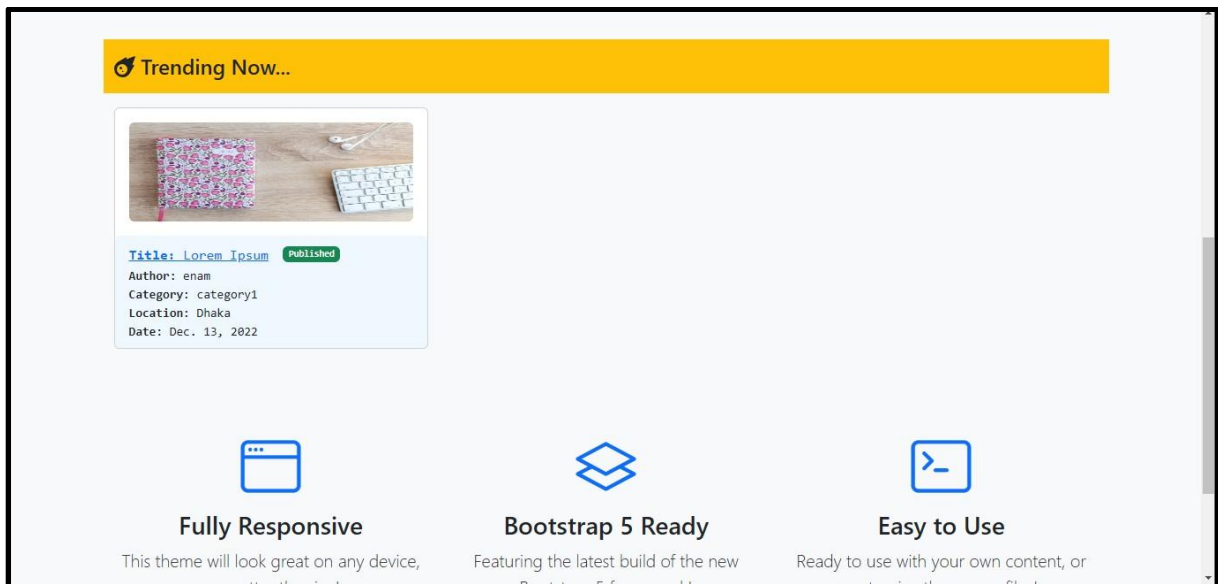 Trending Now...
Title: Lorem Ipsum Published
Author: enam
Category: category1
Location: Dhaka
Date: Dec. 13, 2022
Fully Responsive
Bootstrap 5 Ready
Easy to Use
This theme will look great on any device,
Featuring the latest build of the new
Ready to use with your own content, or